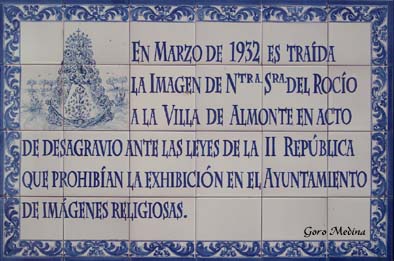 EN MARZO DE 1932, ES TRAÍDA
LA IMAGEN DE NTRA. SRA. DEL ROCÍO
A LA VILLA DE ALMONTE EN ACTO
DE DESAGRAVIO ANTE LAS LEYES DE LA II REPÚBLICA
QUE PROHIBÍAN LA EXHIBICIÓN EN EL AYUNTAMIENTO
DE IMÁGENES RELIGIOSAS.
Goro Medina